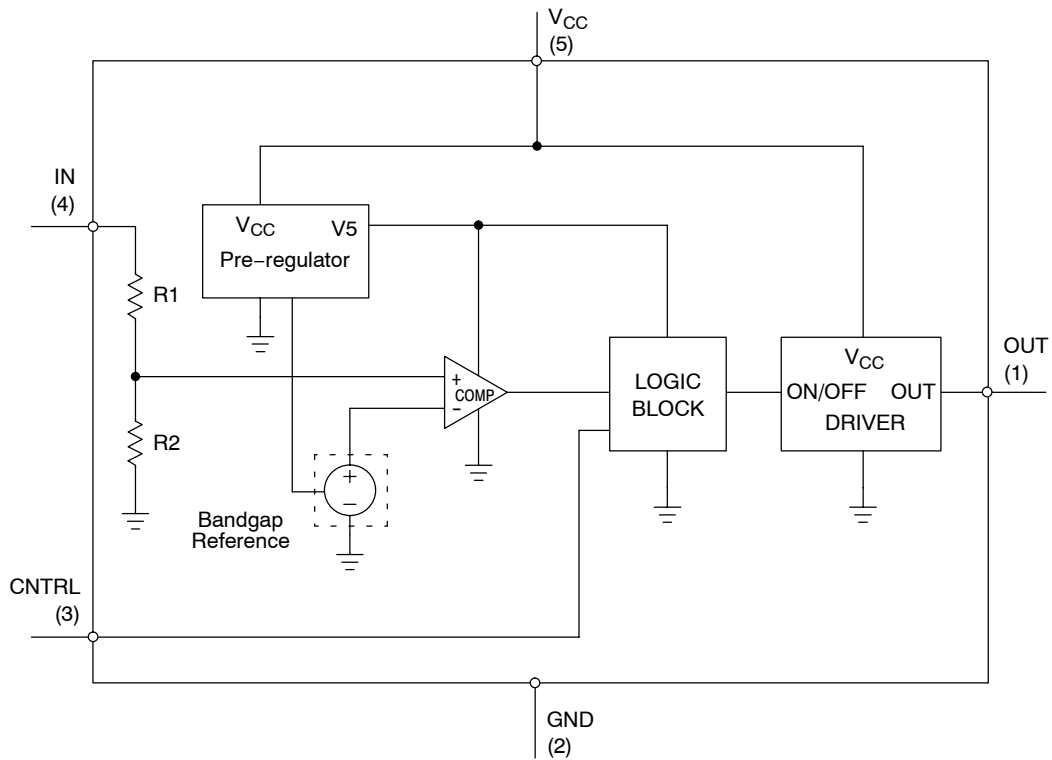 VCC
(5)
IN
(4)
VCC
V5
Pre−regulator
R1
R2
+
COMP
−
LOGIC
BLOCK
VCC
ON/OFF
OUT
DRIVER
OUT
(1)
+
−
Bandgap
Reference
CNTRL
(3)
GND
(2)